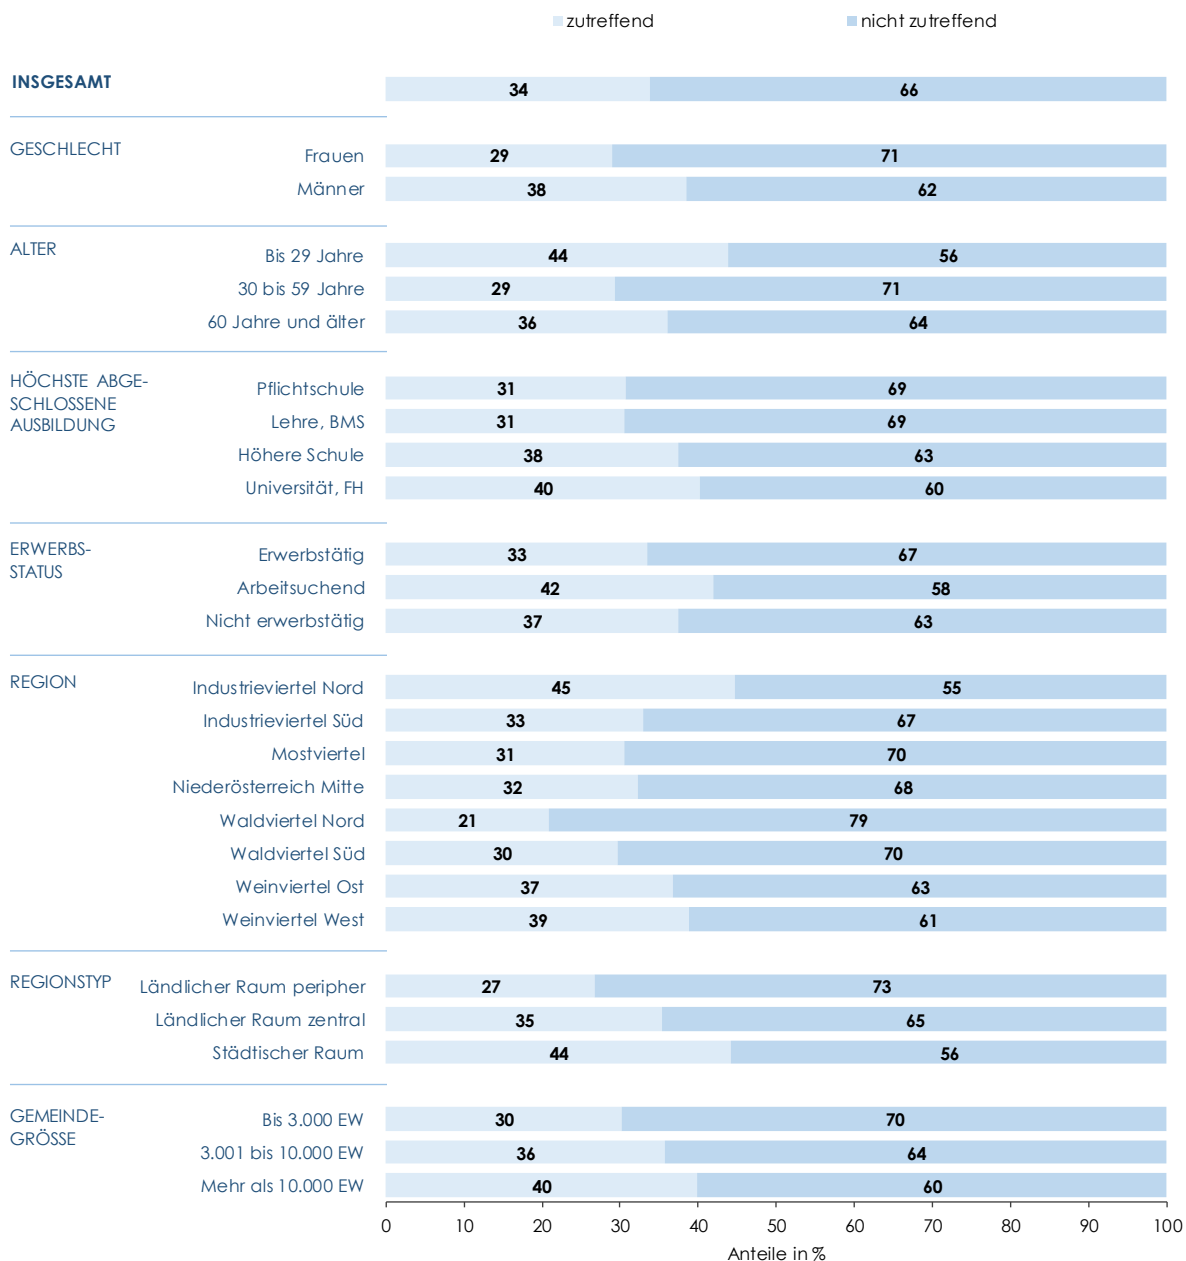 zutreffend nicht zutreffend
INSGESAMT 34 66
GESCHLECHT
Frauen 29 71
Männer 38 62
ALTER
Bis 29 Jahre 44 56
30 bis 59 Jahre 29 71
60 Jahre und älter 36 64
HÖCHSTE ABGE-
SCHLOSSENE
AUSBILDUNG
Pflichtschule 31 69
Lehre, BMS 31 69
Höhere Schule 38 63
Universität, FH 40 60
ERWERBS-
STATUS
Erwerbstätig 33 67
Arbeitsuchend 42 58
Nicht erwerbstätig 37 63
REGION
Industrieviertel Nord 45 55
Industrieviertel Süd 33 67
Mostviertel 31 70
Niederösterreich Mitte 32 68
Waldviertel Nord 21 79
Waldviertel Süd 30 70
Weinviertel Ost 37 63
Weinviertel West 39 61
REGIONSTYP
Ländlicher Raum peripher 27 73
Ländlicher Raum zentral 35 65
Städtischer Raum 44 56
GEMEINDE-
GRÖSSE
Bis 3.000 EW 30 70
3.001 bis 10.000 EW 36 64
Mehr als 10.000 EW 40 60
0 10 20 30 40 50 60 70 80 90 100
Anteile in %